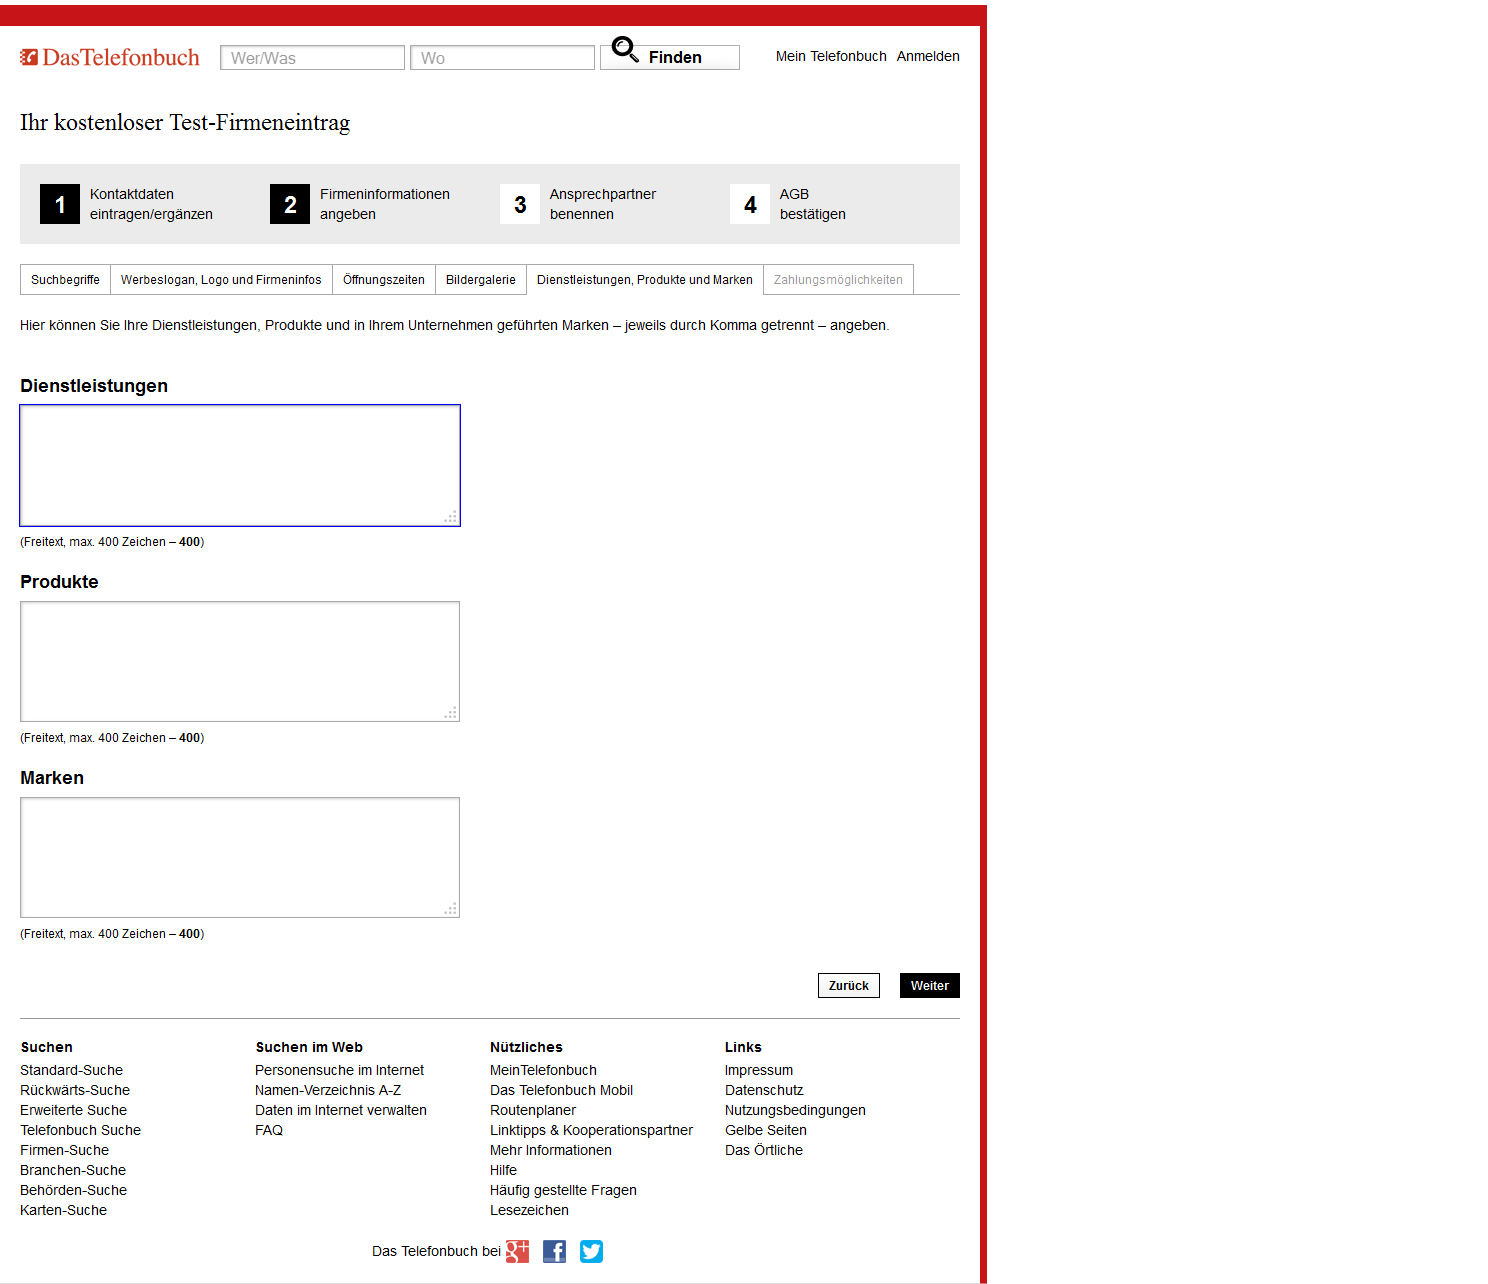 DasTelefonbuch Wer/Was Wo Finden Mein Telefonbuch Anmelden
Ihr kostenloser Test-Firmeneintrag
1 Kontaktdaten eintragen/ergänzen
2 Firmeninformationen angeben
3 Ansprechpartner benennen
4 AGB bestätigen
Suchbegriffe Werbeslogan, Logo und Firmeninfos Öffnungszeiten Bildergalerie Dienstleistungen, Produkte und Marken Zahlungsmöglichkeiten
Hier können Sie Ihre Dienstleistungen, Produkte und in Ihrem Unternehmen geführten Marken – jeweils durch Komma getrennt – angeben.
Dienstleistungen
(Freitext, max. 400 Zeichen – 400)
Produkte
(Freitext, max. 400 Zeichen – 400)
Marken
(Freitext, max. 400 Zeichen – 400)
Zurück Weiter
Suchen
Standard-Suche
Rückwärts-Suche
Erweiterte Suche
Telefonbuch Suche
Firmen-Suche
Branchen-Suche
Behörden-Suche
Karten-Suche
Suchen im Web
Personensuche im Internet
Namen-Verzeichnis A-Z
Daten im Internet verwalten
FAQ
Nützliches
MeinTelefonbuch
Das Telefonbuch Mobil
Routenplaner
Linktipps & Kooperationspartner
Mehr Informationen
Hilfe
Häufig gestellte Fragen
Lesezeichen
Links
Impressum
Datenschutz
Nutzungsbedingungen
Gelbe Seiten
Das Örtliche
Das Telefonbuch bei g+ f